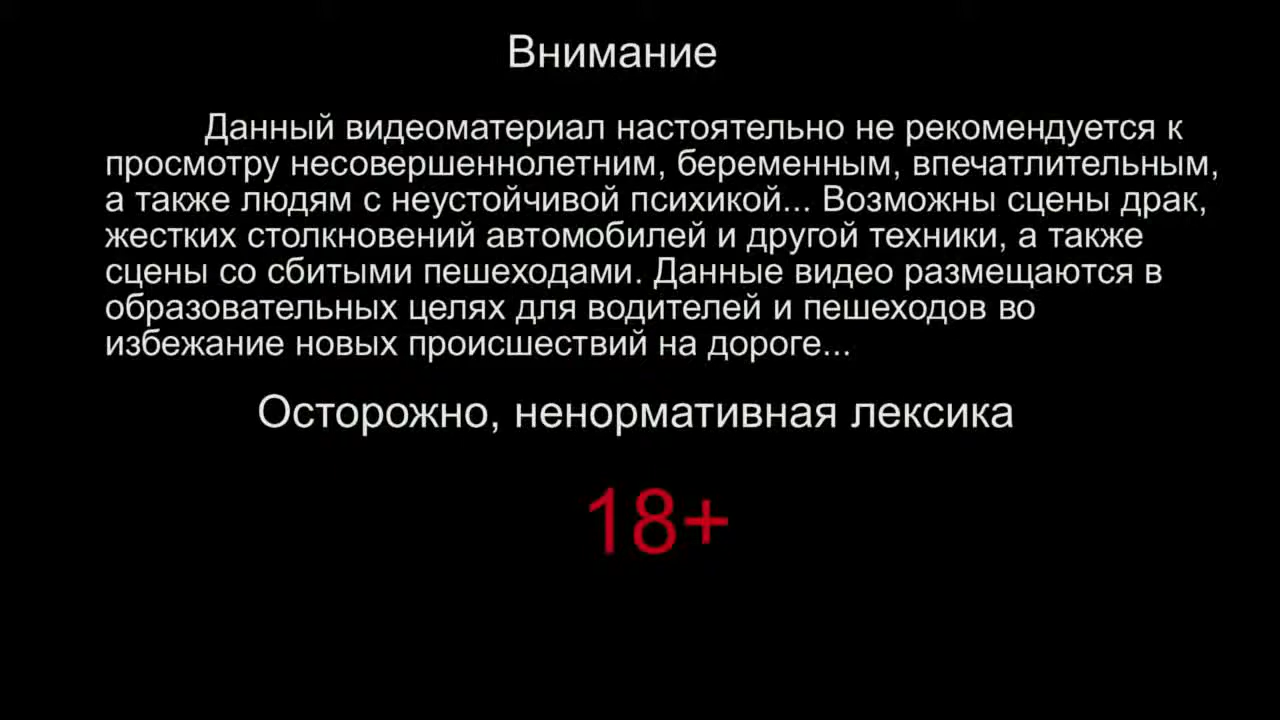 Внимание
Данный видеоматериал настоятельно не рекомендуется к
просмотру несовершеннолетним, беременным, впечатлительным,
а также людям с неустойчивой психикой... Возможны сцены драк,
жестких столкновений автомобилей и другой техники, а также
сцены со сбитыми пешеходами. Данные видео размещаются в
образовательных целях для водителей и пешеходов во
избежание новых происшествий на дороге...
Осторожно, ненормативная лексика
18+